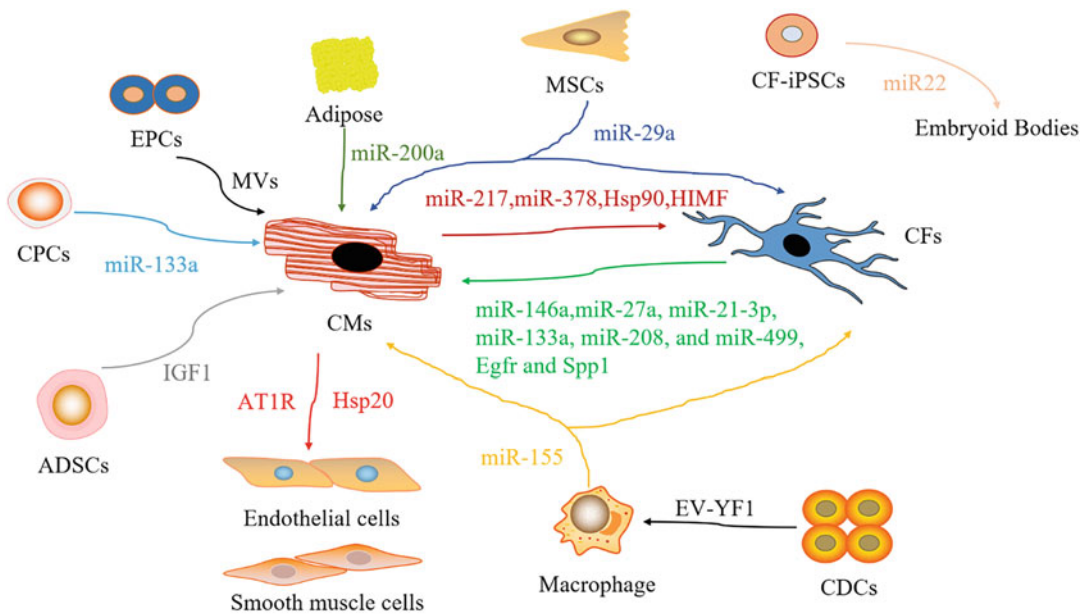 MSCs
CF-iPSCs
miR22
Embryoid Bodies
Adipose
EPCs
miR-29a
miR-200a
MVs
miR-217,miR-378,Hsp90,HIMF
CPCs
CFs
miR-133a
CMs
miR-146a,miR-27a, miR-21-3p,
miR-133a, miR-208, and miR-499,
Egfr and Spp1
IGF1
AT1R
Hsp20
ADSCs
miR-155
Endothelial cells
EV-YF1
Macrophage
CDCs
Smooth muscle cells